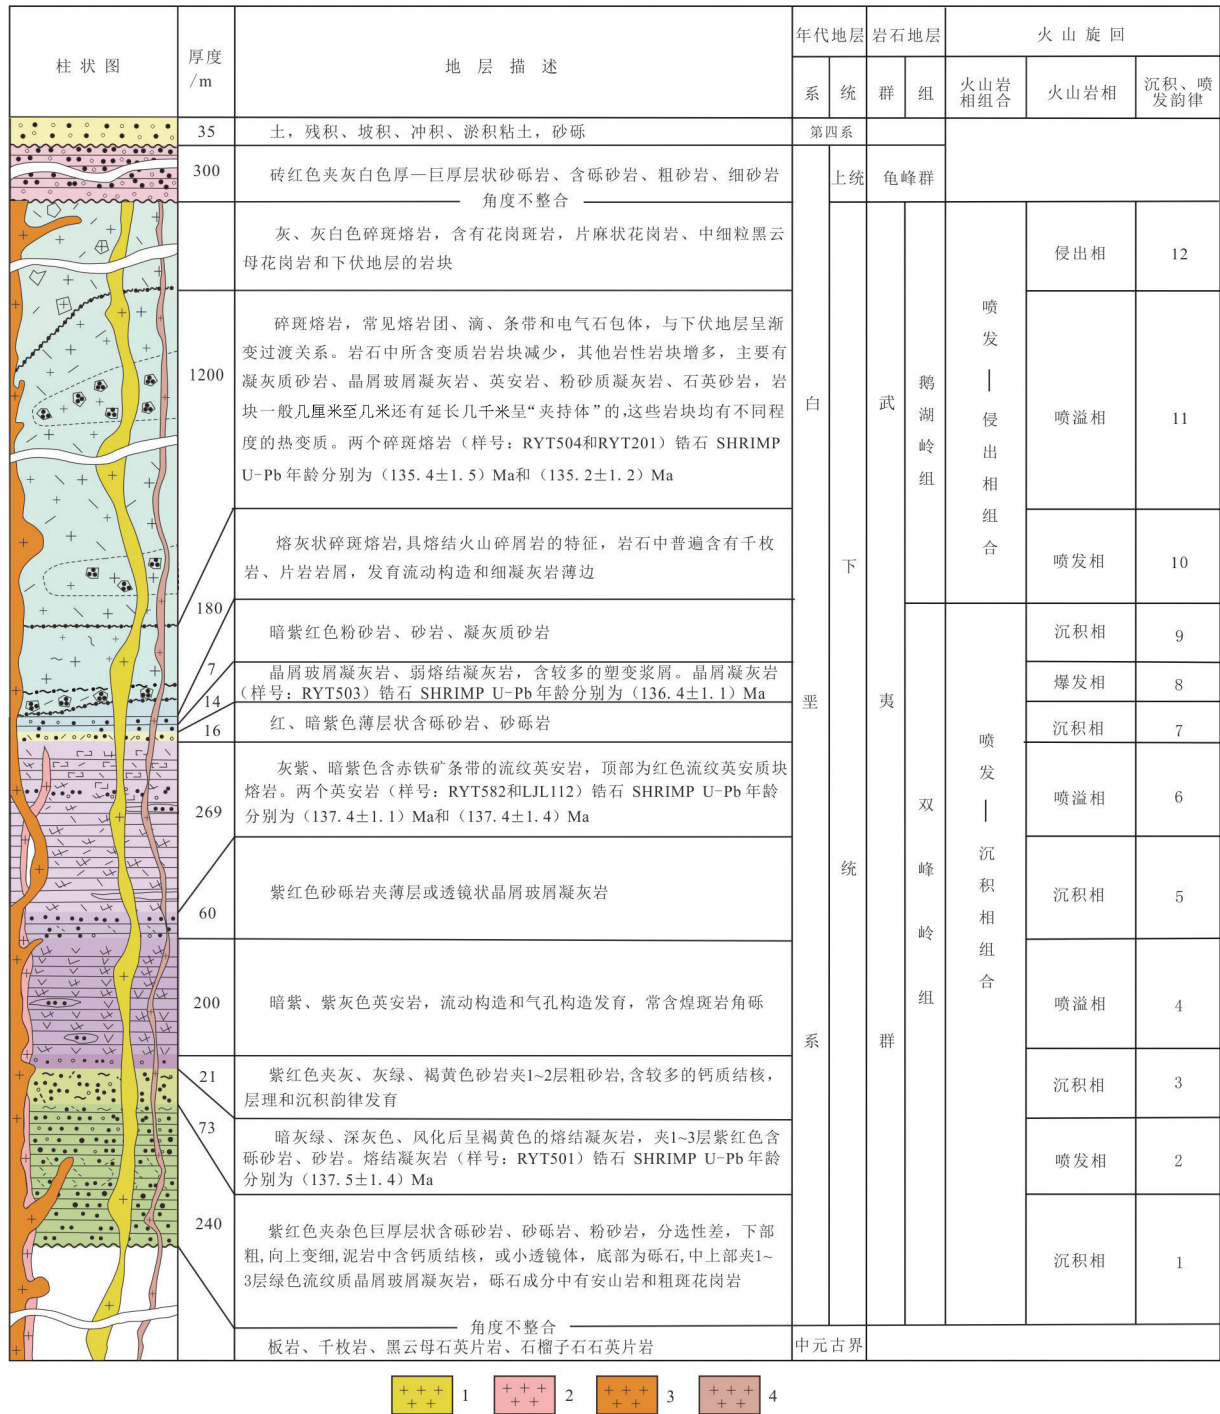 柱状图
厚度
/m
地层描述
年代地层
岩石地层
火山旋回
系
统
群
组
火山岩
相组合
火山岩相
沉积、喷
发韵律
35
土，残积、坡积、冲积、淤积粘土，砂砾
第四系
300
砖红色夹灰白色厚—巨厚层状砂砾岩、含砾砂岩、粗砂岩、细砂岩
上统
龟峰群
角度不整合
灰、灰白色碎斑熔岩，含有花岗斑岩，片麻状花岗岩、中细粒黑云
母花岗岩和下伏地层的岩块
侵出相
12
1200
碎斑熔岩，常见熔岩团、滴、条带和电气石包体，与下伏地层呈渐
变过渡关系。岩石中所含变质岩岩块减少，其他岩性岩块增多，主要有
凝灰质砂岩、晶屑玻屑凝灰岩、英安岩、粉砂质凝灰岩、石英砂岩，岩
块一般几厘米至几米还有延长几千米呈“夹持体”的,这些岩块均有不同程
度的热变质。两个碎斑熔岩（样号：RYT504和RYT201）锆石 SHRIMP
U-Pb 年龄分别为（135.4±1.5）Ma和（135.2±1.2）Ma
喷溢相
11
熔灰状碎斑熔岩,具熔结火山碎屑岩的特征，岩石中普遍含有千枚
岩、片岩岩屑，发育流动构造和细凝灰岩薄边
喷发相
10
180
暗紫红色粉砂岩、砂岩、凝灰质砂岩
沉积相
9
7
晶屑玻屑凝灰岩、弱熔结凝灰岩，含较多的塑变浆屑。晶屑凝灰岩
（样号：RYT503）锆石 SHRIMP U-Pb 年龄分别为（136.4±1.1）Ma
爆发相
8
14
红、暗紫色薄层状含砾砂岩、砂砾岩
沉积相
7
16
269
灰紫、暗紫色含赤铁矿条带的流纹英安岩，顶部为红色流纹英安质块
熔岩。两个英安岩（样号：RYT582和LJL112）锆石 SHRIMP U-Pb 年龄
分别为（137.4±1.1）Ma和（137.4±1.4）Ma
喷溢相
6
60
紫红色砂砾岩夹薄层或透镜状晶屑玻屑凝灰岩
沉积相
5
200
暗紫、紫灰色英安岩，流动构造和气孔构造发育，常含煌斑岩角砾
喷溢相
4
21
紫红色夹灰、灰绿、褐黄色砂岩夹1~2层粗砂岩,含较多的钙质结核，
层理和沉积韵律发育
沉积相
3
73
暗灰绿、深灰色、风化后呈褐黄色的熔结凝灰岩，夹1~3层紫红色含
砾砂岩、砂岩。熔结凝灰岩（样号：RYT501）锆石 SHRIMP U-Pb 年龄
分别为（137.5±1.4）Ma
喷发相
2
240
紫红色夹杂色巨厚层状含砾砂岩、砂砾岩、粉砂岩，分选性差，下部
粗,向上变细,泥岩中含钙质结核，或小透镜体，底部为砾石,中上部夹1~
3层绿色流纹质晶屑玻屑凝灰岩，砾石成分中有安山岩和粗斑花岗岩
沉积相
1
角度不整合
板岩、千枚岩、黑云母石英片岩、石榴子石石英片岩
中元古界
白垩系
下统
武夷群
鹅湖岭组
双峰岭组
喷发—侵出相组合
喷发—沉积相组合
1
2
3
4